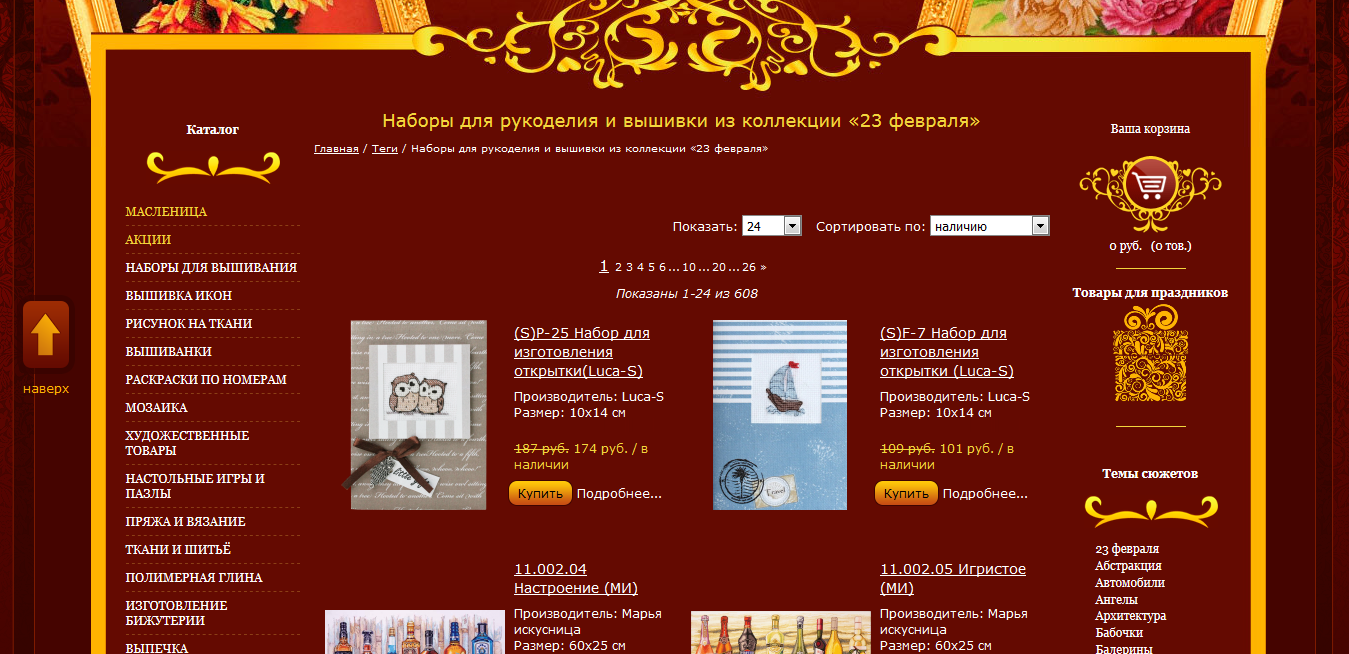 Каталог
МАСЛЕНИЦА
АКЦИИ
НАБОРЫ ДЛЯ ВЫШИВАНИЯ
ВЫШИВКА ИКОН
РИСУНОК НА ТКАНИ
ВЫШИВАНКИ
РАСКРАСКИ ПО НОМЕРАМ
МОЗАИКА
ХУДОЖЕСТВЕННЫЕ
ТОВАРЫ
НАСТОЛЬНЫЕ ИГРЫ И
ПАЗЛЫ
ПРЯЖА И ВЯЗАНИЕ
ТКАНИ И ШИТЬЁ
ПОЛИМЕРНАЯ ГЛИНА
ИЗГОТОВЛЕНИЕ
БИЖУТЕРИИ
ВЫПЕЧКА
наверх
Наборы для рукоделия и вышивки из коллекции «23 февраля»
Главная / Теги / Наборы для рукоделия и вышивки из коллекции «23 февраля»
Показать: 24 Сортировать по: наличию
1 2 3 4 5 6 ... 10 ... 20 ... 26 »
Показаны 1-24 из 608
(S)P-25 Набор для
изготовления
открытки(Luca-S)
Производитель: Luca-S
Размер: 10x14 см
187 руб. 174 руб. / в
наличии
Купить Подробнее...
(S)F-7 Набор для
изготовления
открытки (Luca-S)
Производитель: Luca-S
Размер: 10x14 см
109 руб. 101 руб. / в
наличии
Купить Подробнее...
Travel
11.002.04
Настроение (МИ)
Производитель: Марья
искусница
Размер: 60x25 см
11.002.05 Игристое
(МИ)
Производитель: Марья
искусница
Размер: 60x25 см
Ваша корзина
0 руб. (0 тов.)
Товары для праздников
Темы сюжетов
23 февраля
Абстракция
Автомобили
Ангелы
Архитектура
Бабочки
Балерины